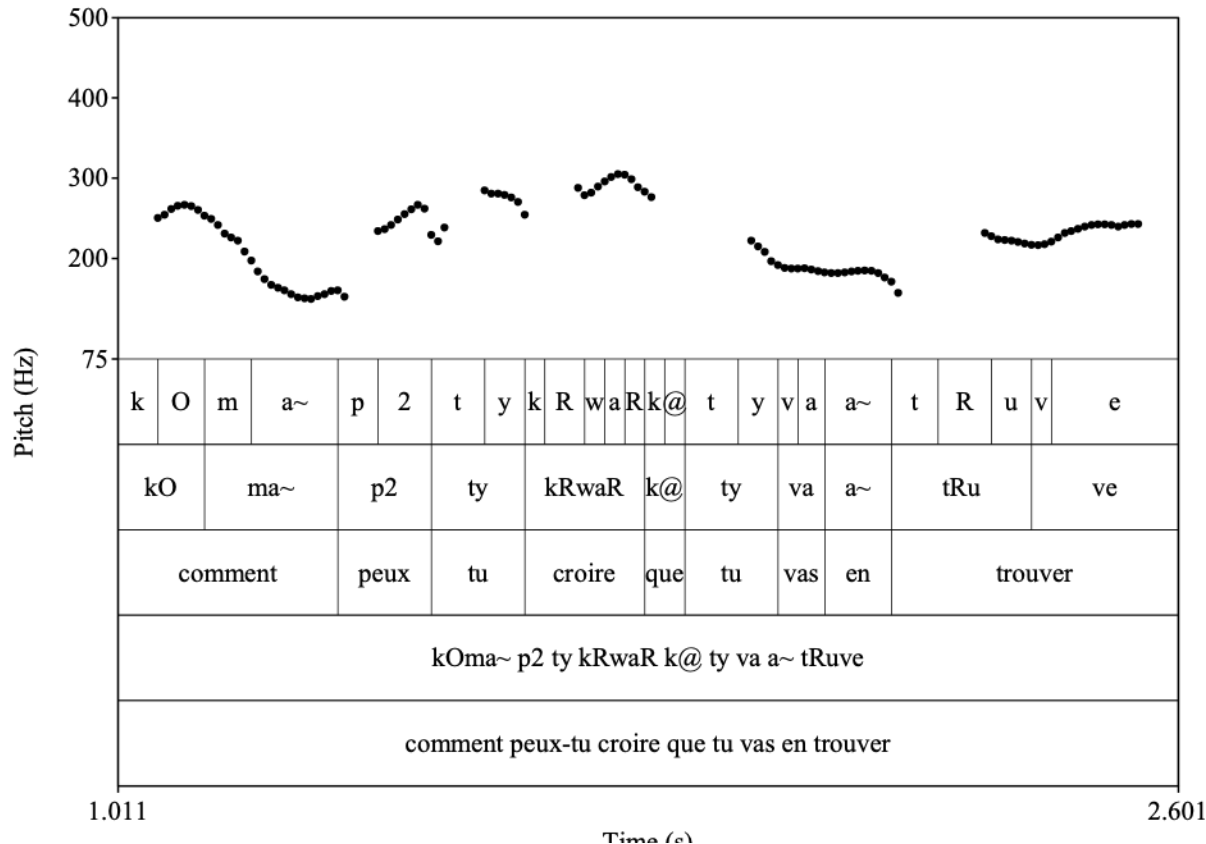 500
400
300
200
75
Pitch (Hz)
k O m a~ p 2 t y k R w a R k @ t y v a a~ t R u v e
kO ma~ p2 ty kRwaR k@ ty va a~ tRu ve
comment peux tu croire que tu vas en trouver
kOma~ p2 ty kRwaR k@ ty va a~ tRuve
comment peux-tu croire que tu vas en trouver
1.011 2.601
Time (s)